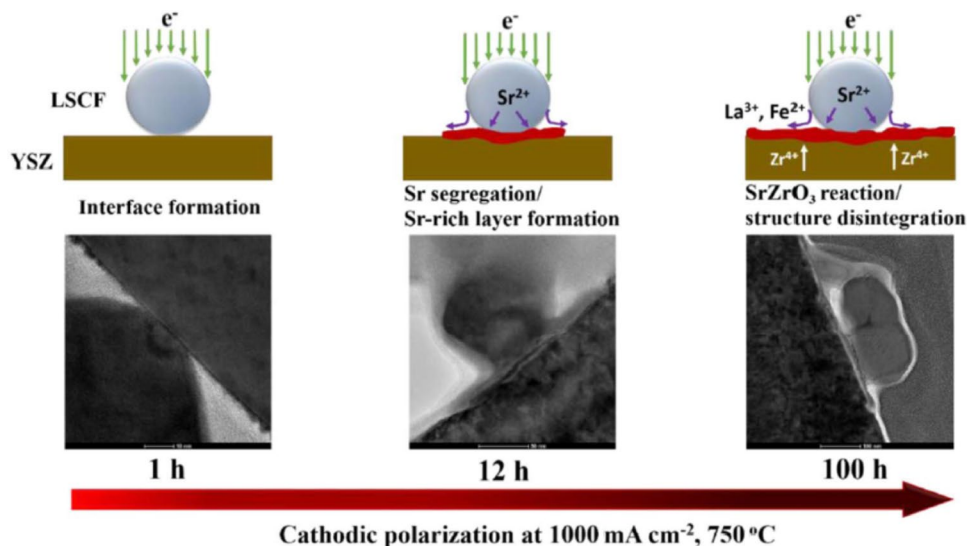 e⁻ e⁻ e⁻
LSCF
Sr²⁺
La³⁺, Fe²⁺ Sr²⁺
YSZ
Zr⁴⁺ Zr⁴⁺
Interface formation
Sr segregation/
Sr-rich layer formation
SrZrO₃ reaction/
structure disintegration
1 h 12 h 100 h
Cathodic polarization at 1000 mA cm⁻², 750 °C